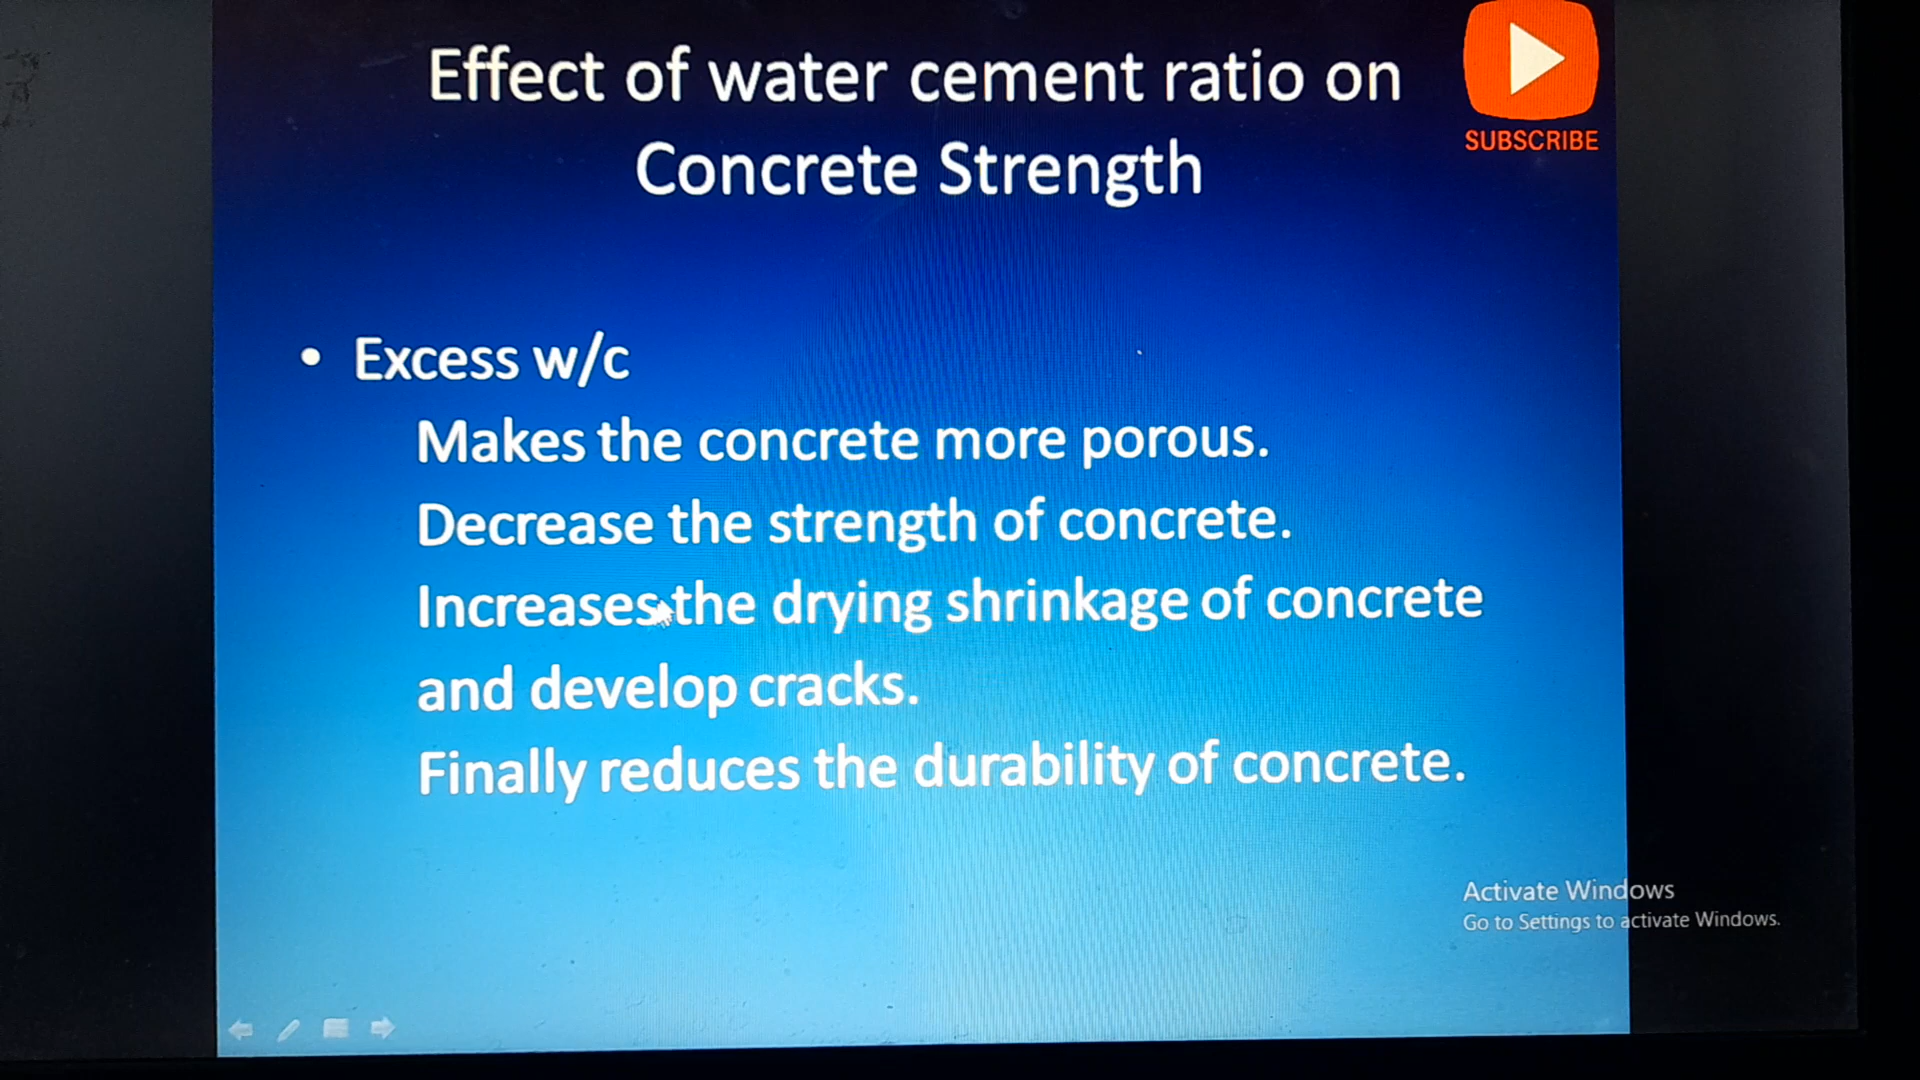 Effect of water cement ratio on
Concrete Strength
SUBSCRIBE
• Excess w/c
Makes the concrete more porous.
Decrease the strength of concrete.
Increases the drying shrinkage of concrete
and develop cracks.
Finally reduces the durability of concrete.
Activate Windows
Go to Settings to activate Windows.